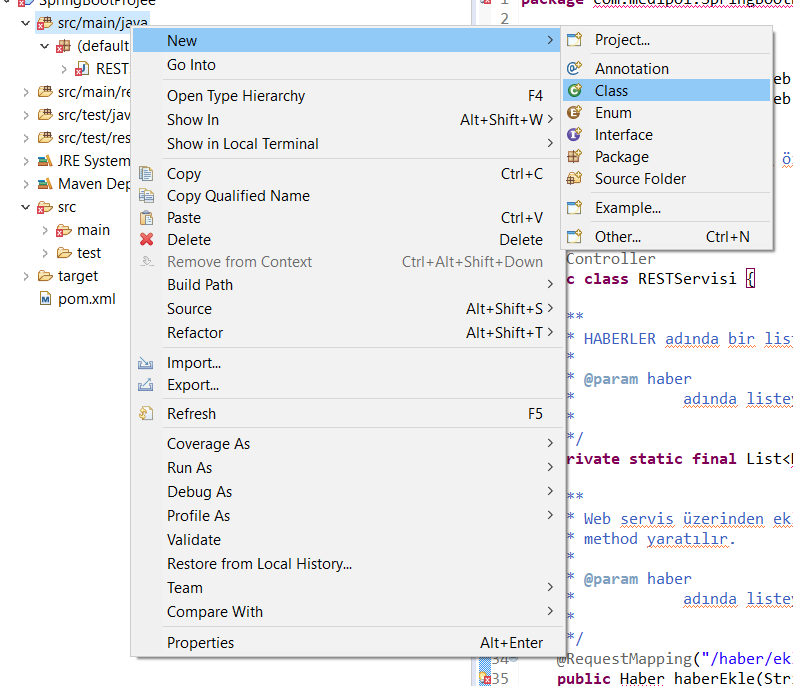 SpringBootProjee
src/main/java
(default
REST
src/main/re
src/test/jav
src/test/res
JRE System
Maven Dep
src
main
test
target
pom.xml
New
Go Into
Open Type Hierarchy F4
Show In Alt+Shift+W
Show in Local Terminal
Copy Ctrl+C
Copy Qualified Name
Paste Ctrl+V
Delete Delete
Remove from Context Ctrl+Alt+Shift+Down
Build Path
Source Alt+Shift+S
Refactor Alt+Shift+T
Import...
Export...
Refresh F5
Coverage As
Run As
Debug As
Profile As
Validate
Restore from Local History...
Team
Compare With
Properties Alt+Enter
Project...
Annotation
Class
Enum
Interface
Package
Source Folder
Example...
Other... Ctrl+N
1 package com.medipol.SpringBoot
2
eb
eb
ö
Controller
c class RESTServisi {
**
* HABERLER adında bir lis
*
* @param haber
* adında liste
*
*/
rivate static final List<
**
* Web servis üzerinden ek
* method yaratılır.
*
* @param haber
* adında liste
*
*/
34 @RequestMapping("/haber/ek
35 public Haber haberEkle(Stri